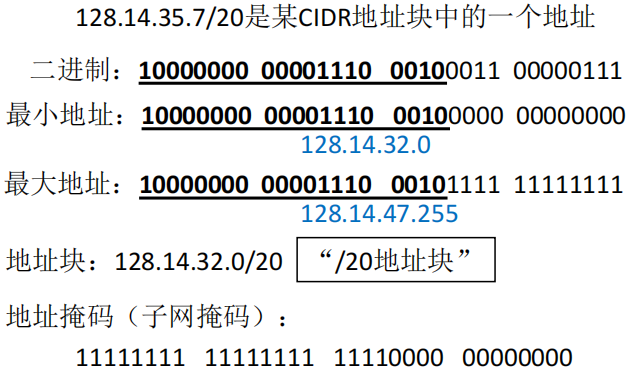 128.14.35.7/20是某CIDR地址块中的一个地址
二进制：10000000 00001110 00100011 00000111
最小地址：10000000 00001110 00100000 00000000
128.14.32.0
最大地址：10000000 00001110 00101111 11111111
128.14.47.255
地址块：128.14.32.0/20 “/20地址块”
地址掩码（子网掩码）：
11111111 11111111 11110000 00000000